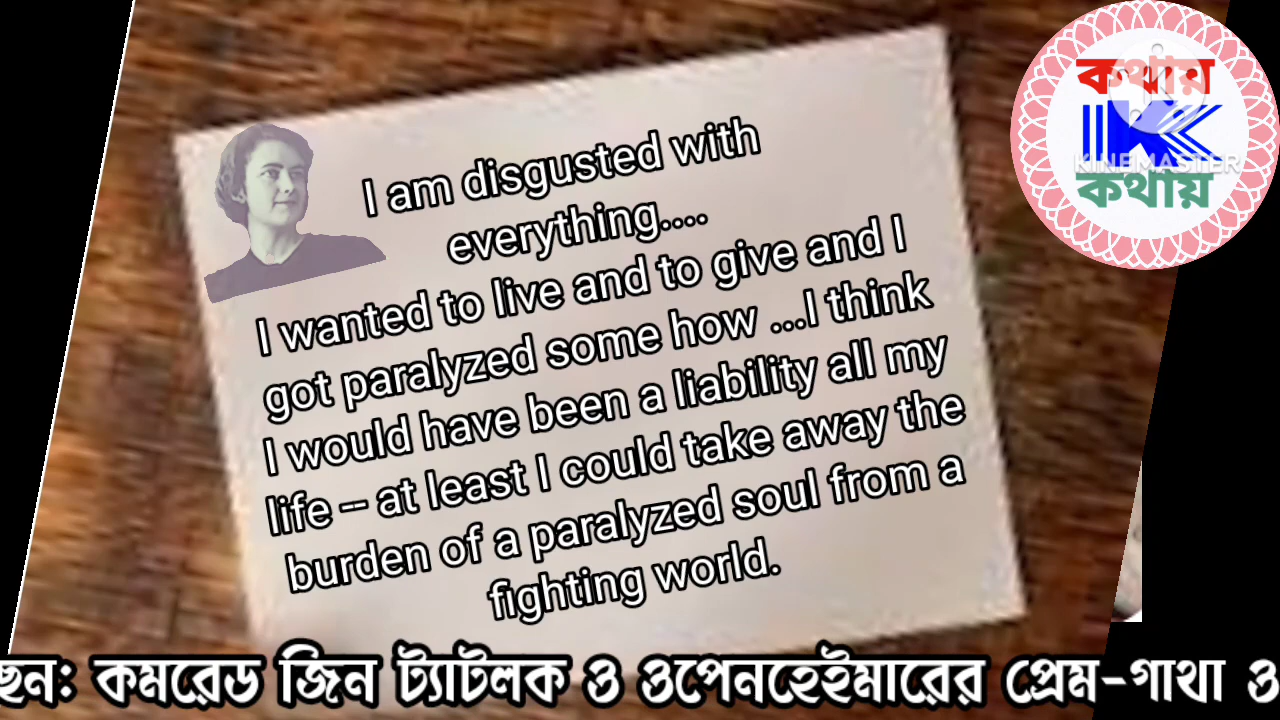 কথায়
K
KINEMASTER
কথায়
I am disgusted with
everything....
I wanted to live and to give and I
got paralyzed some how ...I think
I would have been a liability all my
life -- at least I could take away the
burden of a paralyzed soul from a
fighting world.
ছেন: কমরেড জিন ট্যাটলক ও ওপেনহেইমারের প্রেম-গাথা ও